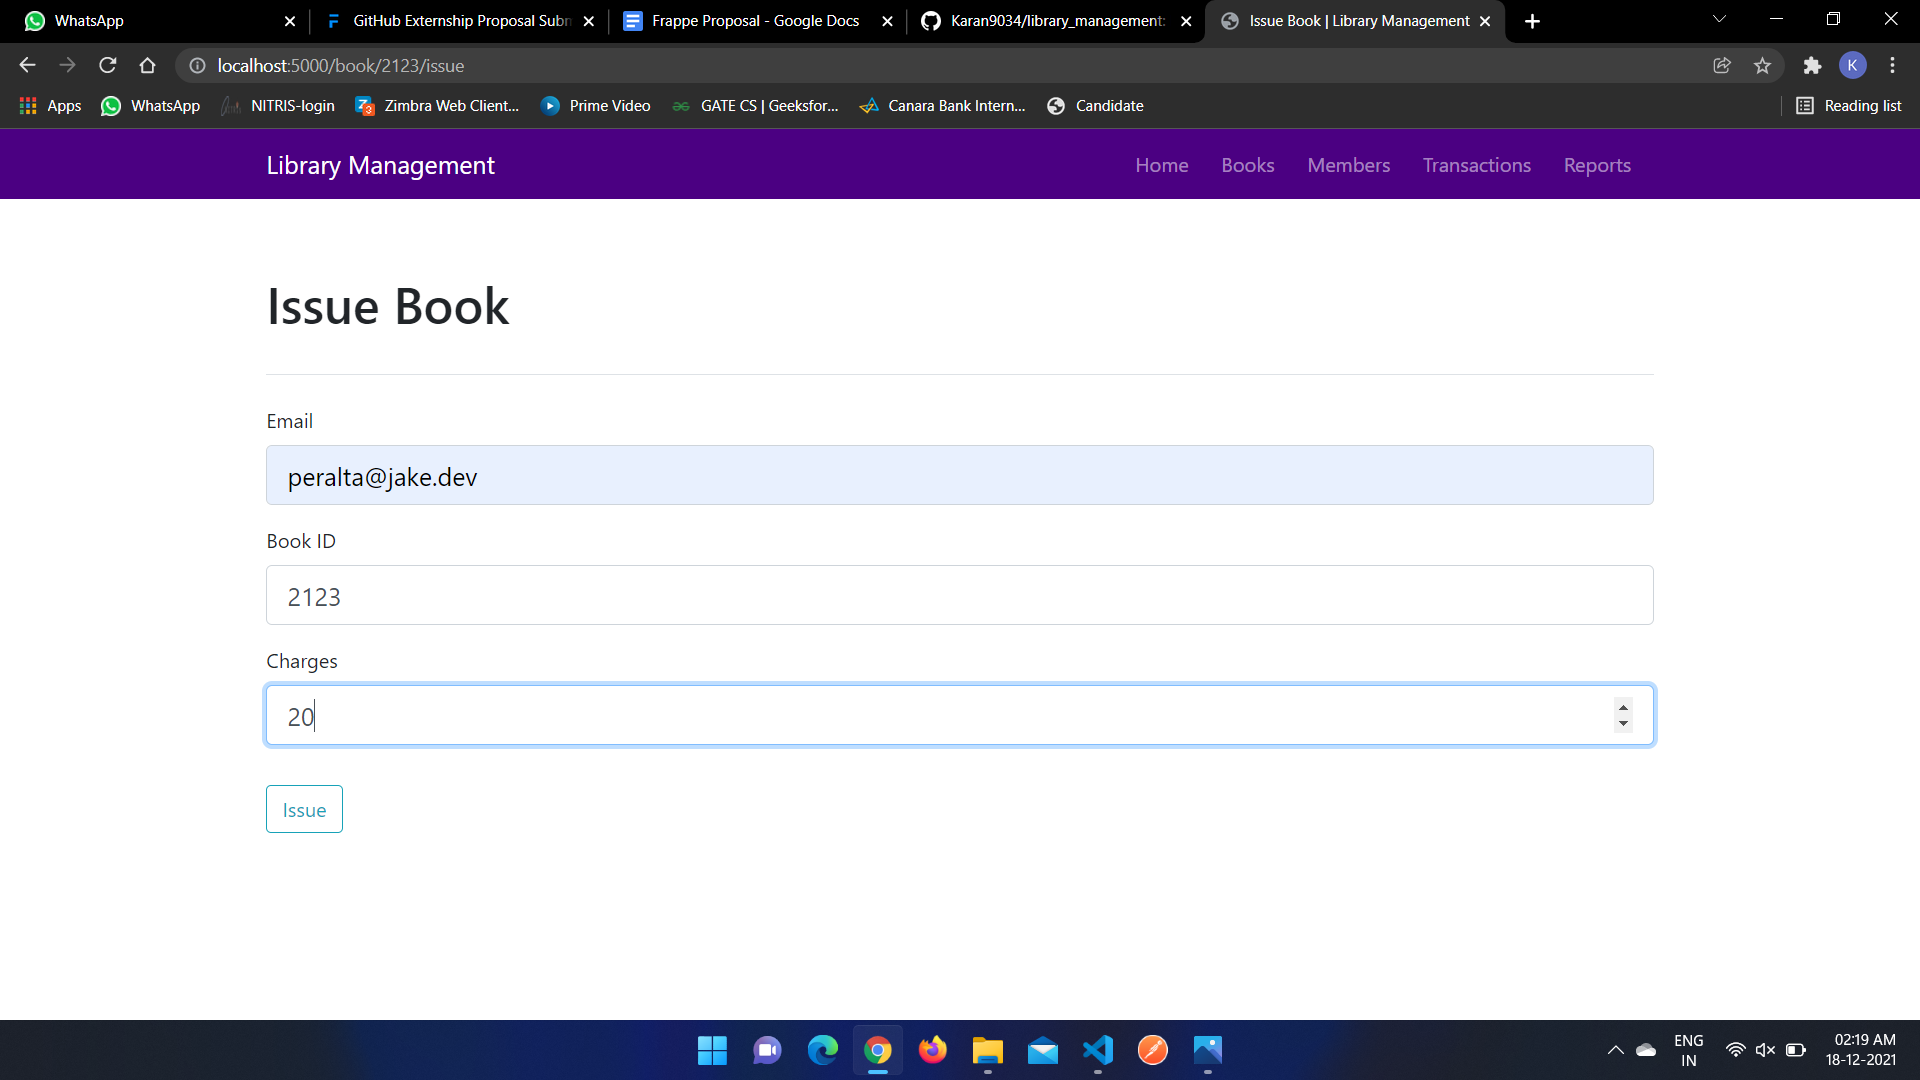 WhatsApp
GitHub Externship Proposal Subm
Frappe Proposal - Google Docs
Karan9034/library_management:
Issue Book | Library Management
localhost:5000/book/2123/issue
K
Apps
WhatsApp
NITRIS-login
Zimbra Web Client...
Prime Video
GATE CS | Geeksfor...
Canara Bank Intern...
Candidate
Reading list
Library Management
Home
Books
Members
Transactions
Reports
Issue Book
Email
peralta@jake.dev
Book ID
2123
Charges
20
Issue
ENG
IN
02:19 AM
18-12-2021